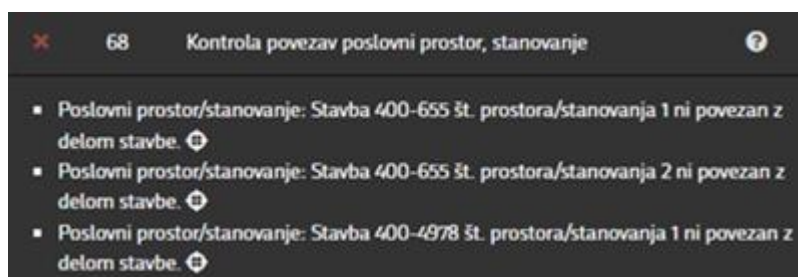 68 Kontrola povezav poslovni prostor, stanovanje
Poslovni prostor/stanovanje: Stavba 400-655 št. prostora/stanovanja 1 ni povezan z
delom stavbe.
Poslovni prostor/stanovanje: Stavba 400-655 št. prostora/stanovanja 2 ni povezan z
delom stavbe.
Poslovni prostor/stanovanje: Stavba 400-4978 št. prostora/stanovanja 1 ni povezan z
delom stavbe.